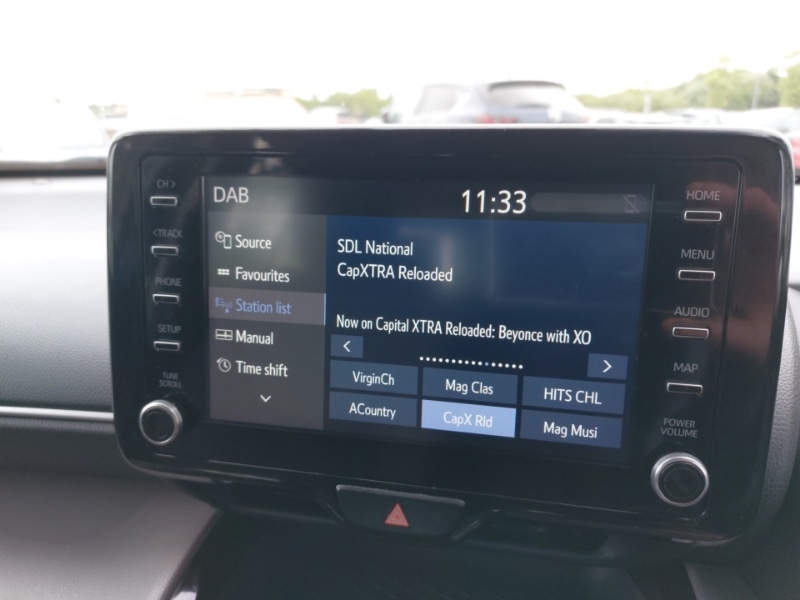 CH>
<TRACK
PHONE
SETUP
TUNE
SCROLL
DAB
11:33
Source
Favourites
Station list
Manual
Time shift
SDL National
CapXTRA Reloaded
Now on Capital XTRA Reloaded: Beyonce with XO
<
>
VirginCh
Mag Clas
HITS CHL
ACountry
CapX Rld
Mag Musi
HOME
MENU
AUDIO
MAP
POWER
VOLUME